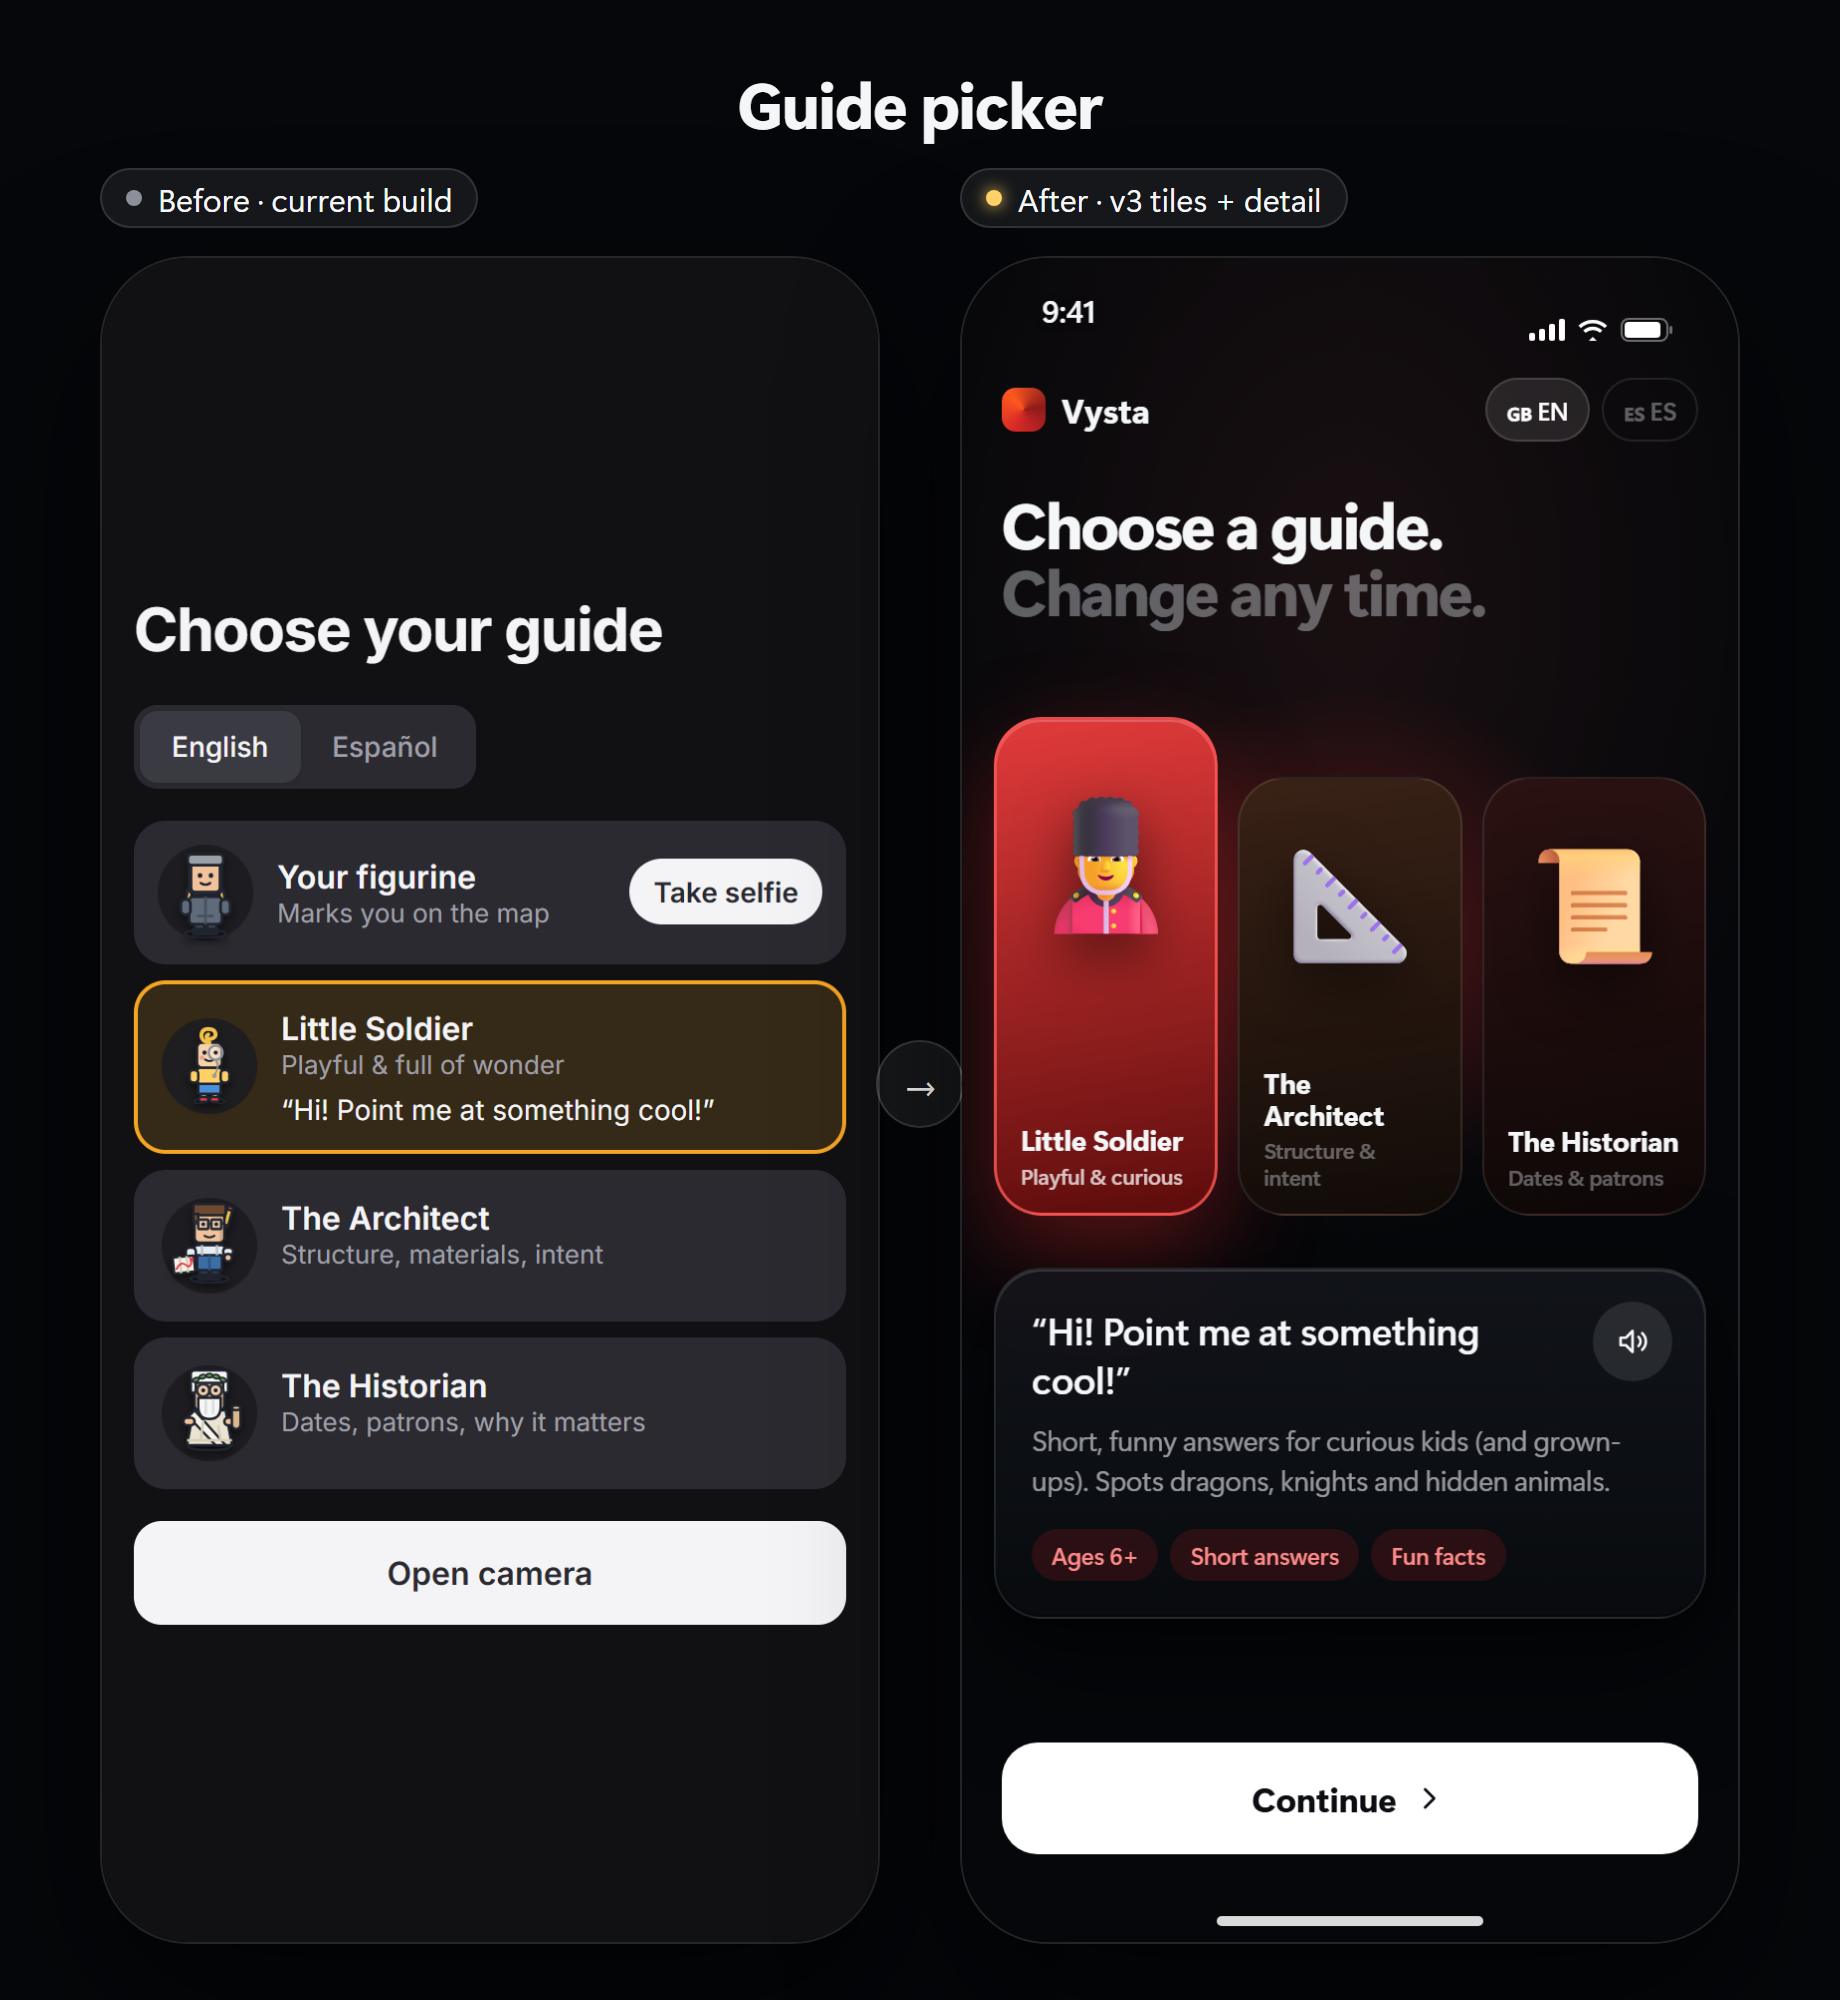 Guide picker
Before · current build
After · v3 tiles + detail
Choose your guide
English Español
Your figurine
Marks you on the map
Take selfie
Little Soldier
Playful & full of wonder
“Hi! Point me at something cool!”
The Architect
Structure, materials, intent
The Historian
Dates, patrons, why it matters
Open camera
→
9:41
Vysta
GB EN
ES ES
Choose a guide.
Change any time.
Little Soldier
Playful & curious
The
Architect
Structure &
intent
The Historian
Dates & patrons
“Hi! Point me at something
cool!”
Short, funny answers for curious kids (and grown-
ups). Spots dragons, knights and hidden animals.
Ages 6+
Short answers
Fun facts
Continue